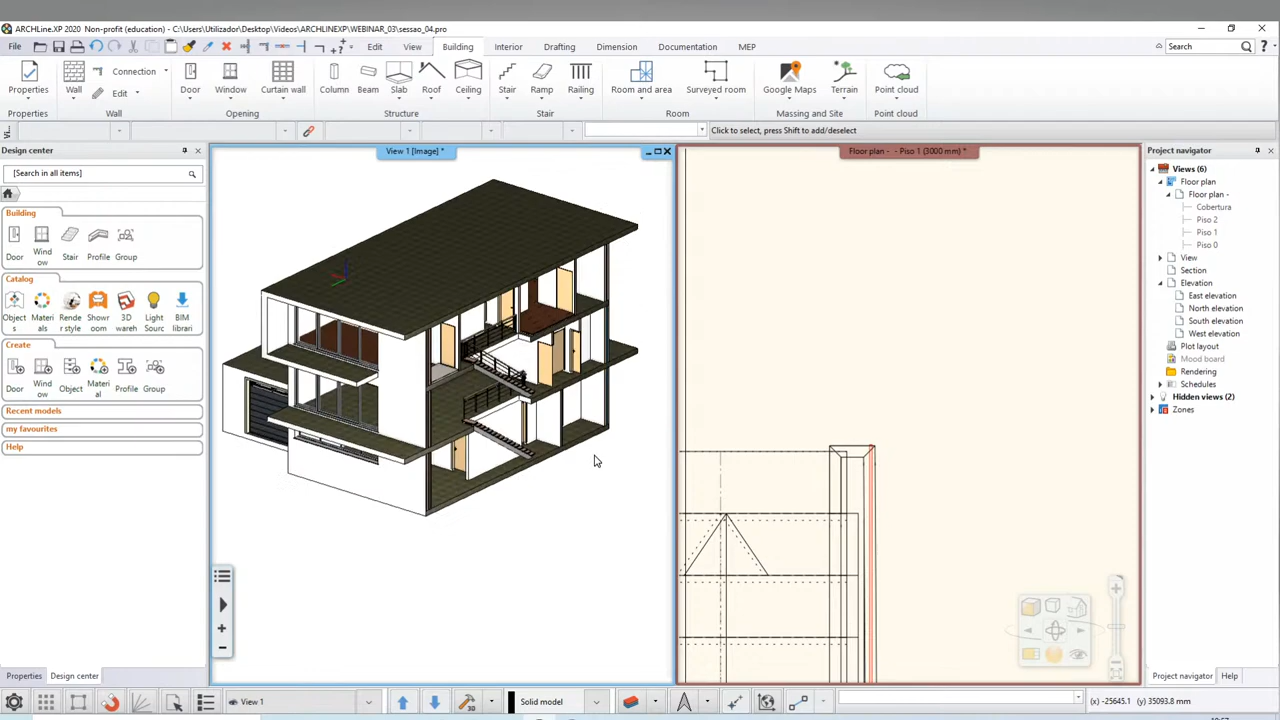 ARCHLine.XP 2020 Non-profit (education) - C:\Users\Utilizador\Desktop\Videos\ARCHLINEXP\WEBINAR_03\sessao_04.pro
File Edit View Building Interior Drafting Dimension Documentation MEP Search
Properties Wall Connection Edit Door Window Curtain wall Column Beam Slab Roof Ceiling Stair Ramp Railing Room and area Surveyed room Google Maps Terrain Point cloud
Properties Wall Opening Structure Stair Room Massing and Site Point cloud
Click to select, press Shift to add/deselect
Design center View 1 [Image] * Floor plan - - Piso 1 (3000 mm) * Project navigator
[Search in all items]
Building
Door Wind ow Stair Profile Group
Catalog
Object s Materi als Rende r style Showr oom 3D wareh Light Sourc BIM librari
Create
Door Wind ow Object Materi al Profile Group
Recent models
my favourites
Help
Views (6)
Floor plan
Floor plan -
Cobertura
Piso 2
Piso 1
Piso 0
View
Section
Elevation
East elevation
North elevation
South elevation
West elevation
Plot layout
Mood board
Rendering
Schedules
Hidden views (2)
Zones
Properties Design center Project navigator Help
View 1 Solid model (x) -25645.1 (y) 35093.8 mm